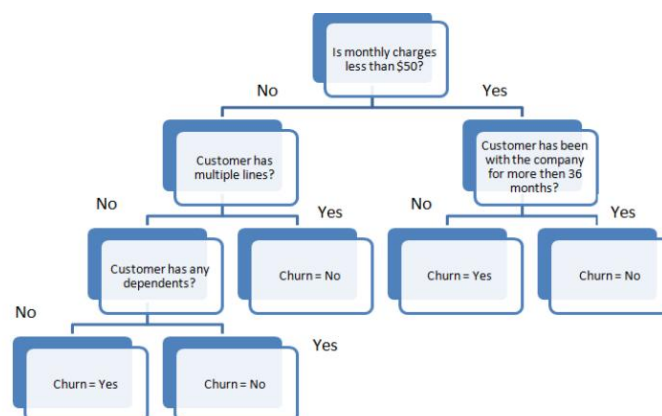 Is monthly charges
less than $50?
No
Yes
Customer has
multiple lines?
Customer has been
with the company
for more then 36
months?
No
Yes
No
Yes
Customer has any
dependents?
Churn = No
Churn = Yes
Churn = No
No
Yes
Churn = Yes
Churn = No